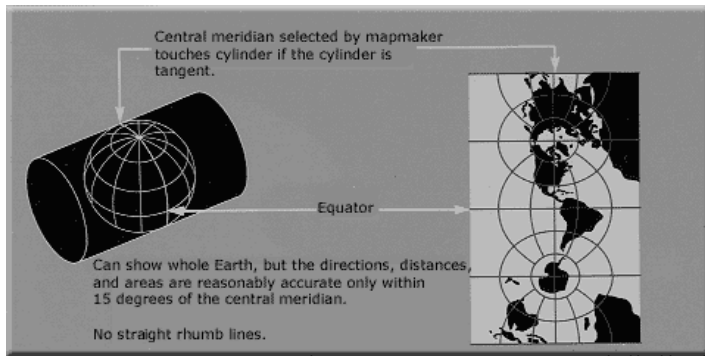 Central meridian selected by mapmaker
touches cylinder if the cylinder is
tangent.
Equator
Can show whole Earth, but the directions, distances,
and areas are reasonably accurate only within
15 degrees of the central meridian.
No straight rhumb lines.